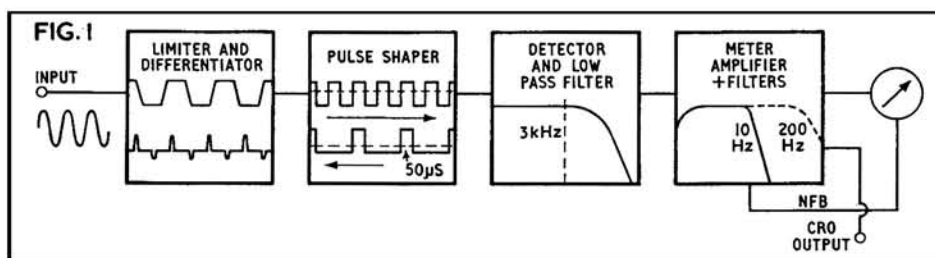 FIG. 1
INPUT
LIMITER AND
DIFFERENTIATOR
PULSE SHAPER
50µS
DETECTOR
AND LOW
PASS FILTER
3kHz
METER
AMPLIFIER
+FILTERS
10
Hz
200
Hz
NFB
CRO
OUTPUT